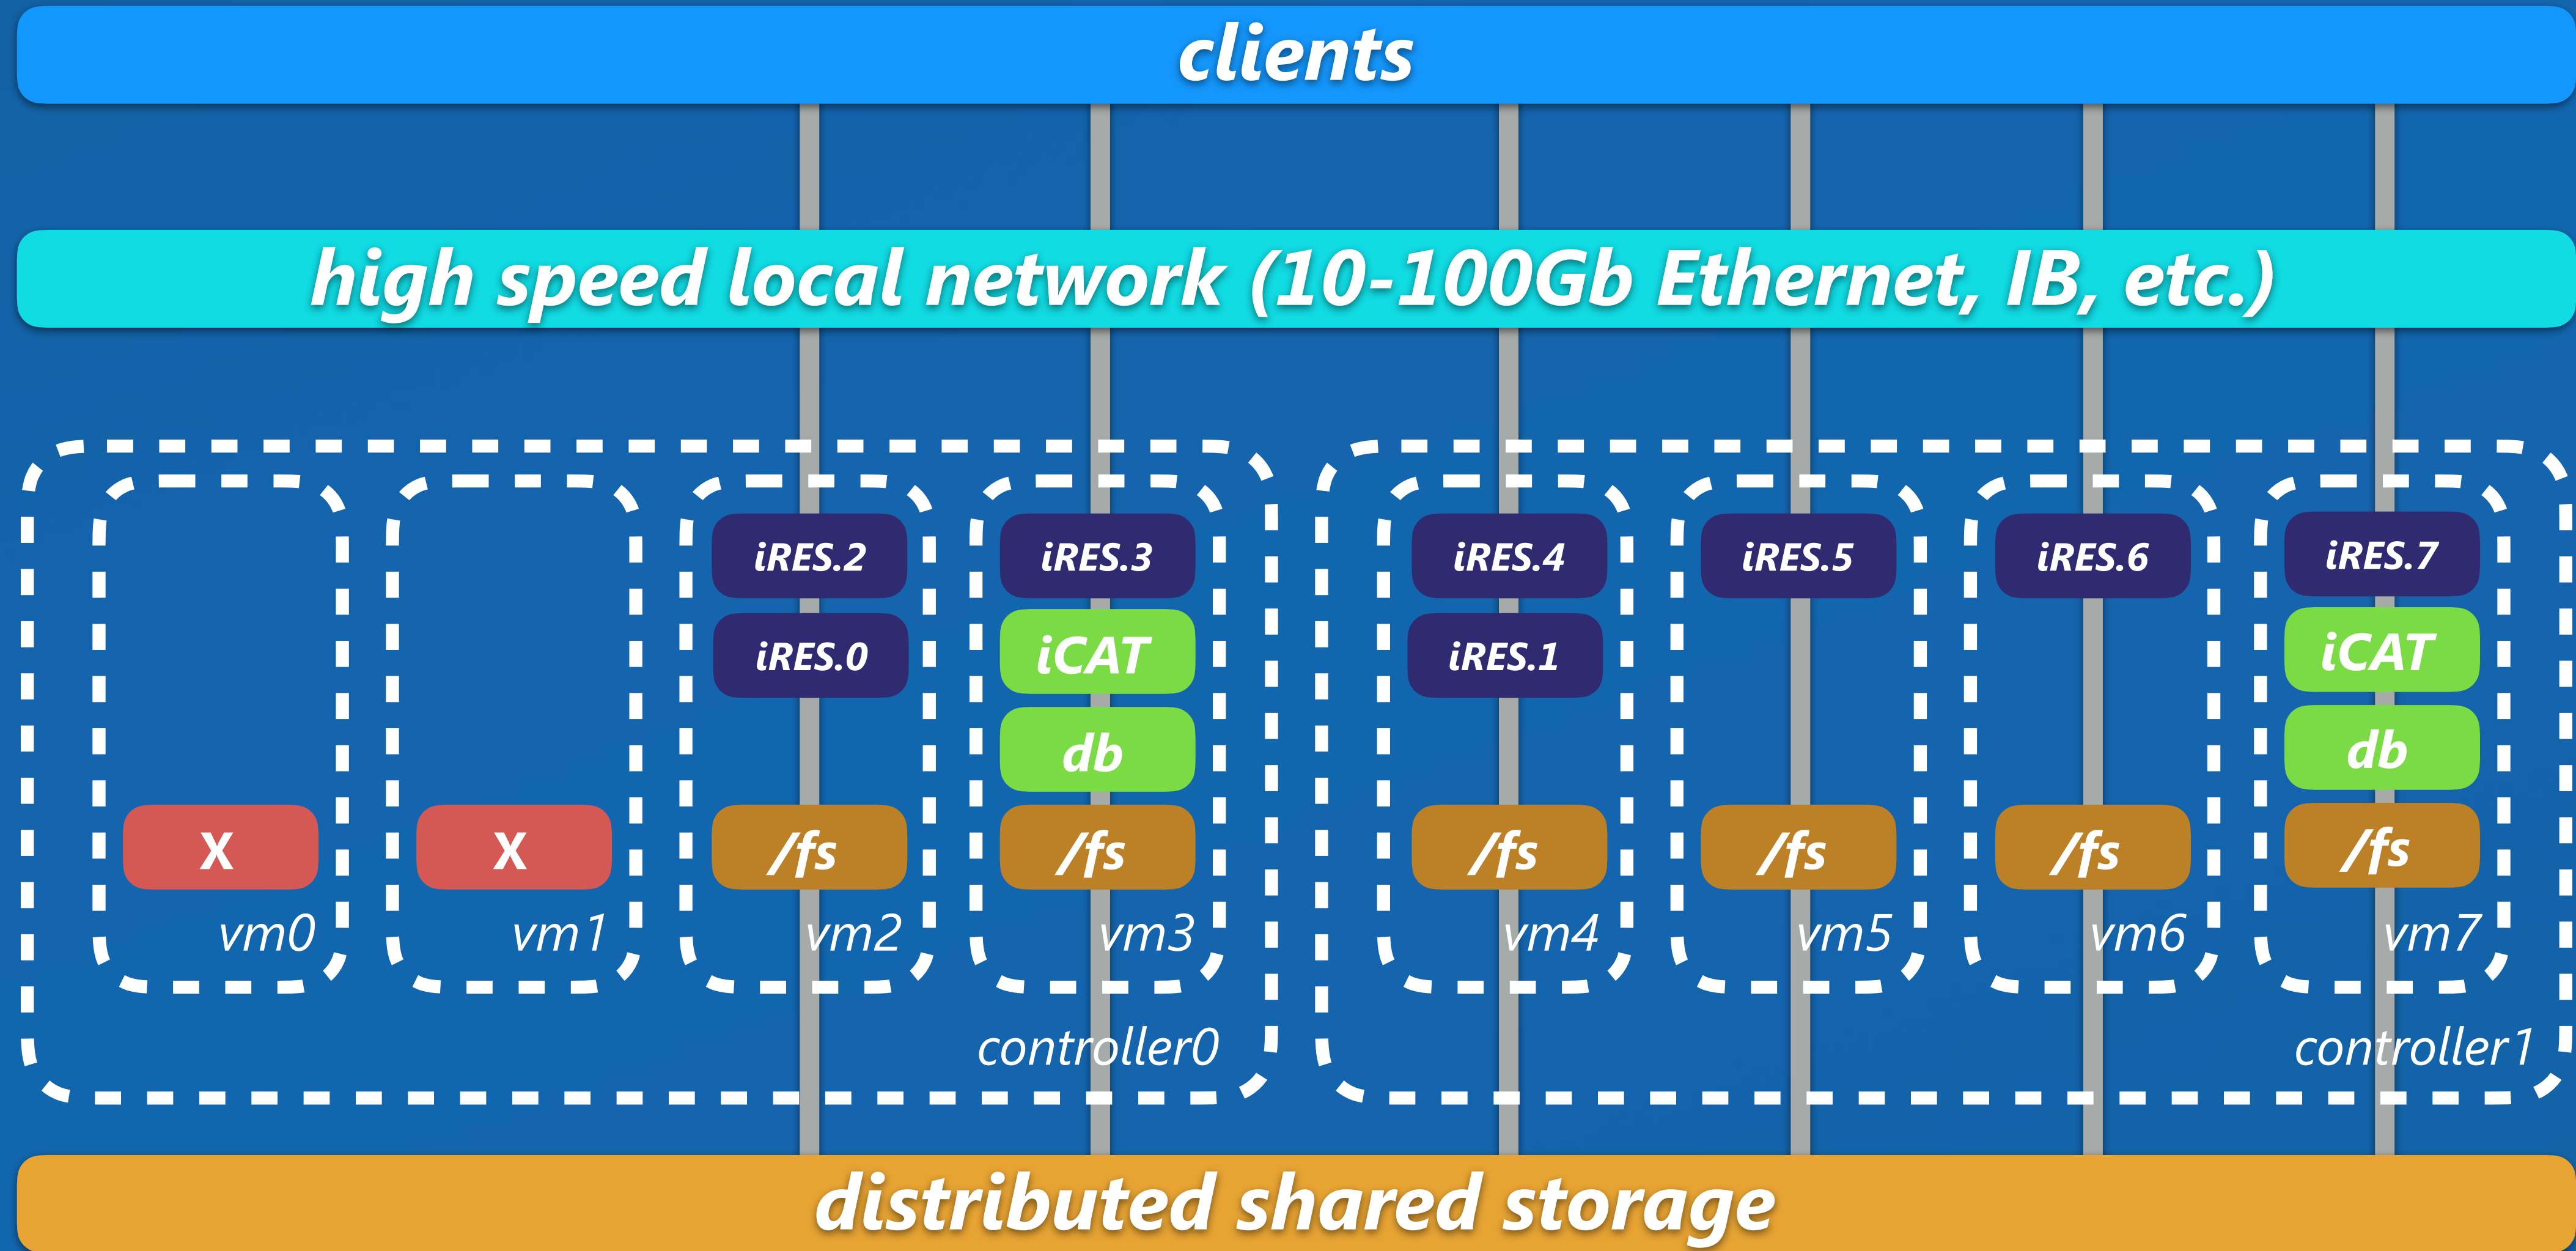 clients
high speed local network (10-100Gb Ethernet, IB, etc.)
iRES.2
iRES.3
iRES.4
iRES.5
iRES.6
iRES.7
iRES.0
iCAT
iRES.1
iCAT
db
db
X
X
/fs
/fs
/fs
/fs
/fs
/fs
vm0
vm1
vm2
vm3
vm4
vm5
vm6
vm7
controller0
controller1
distributed shared storage